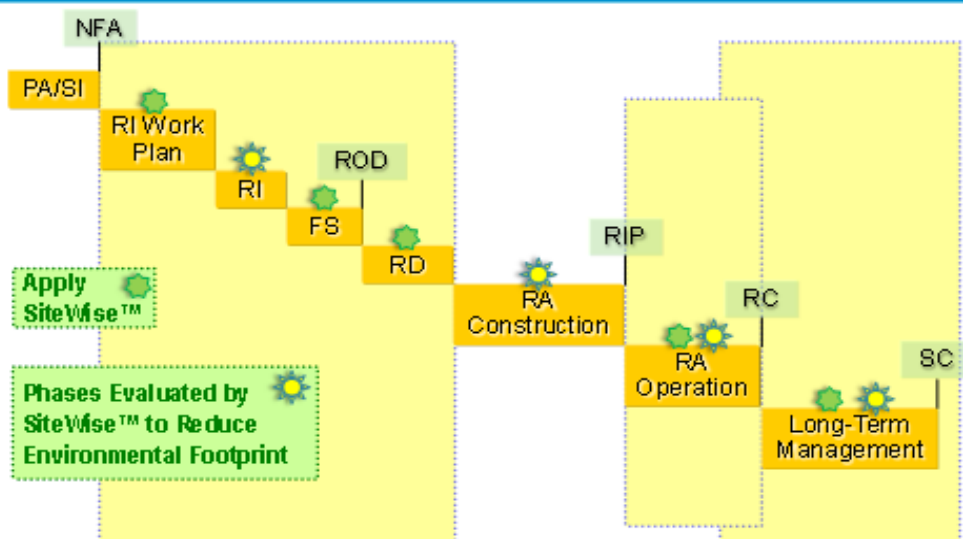 NFA
PA/SI
RI Work
Plan
RI
ROD
FS
RD
RIP
RA
Construction
RC
RA
Operation
SC
Long-Term
Management
Apply
SiteWise™
Phases Evaluated by
SiteWise™ to Reduce
Environmental Footprint